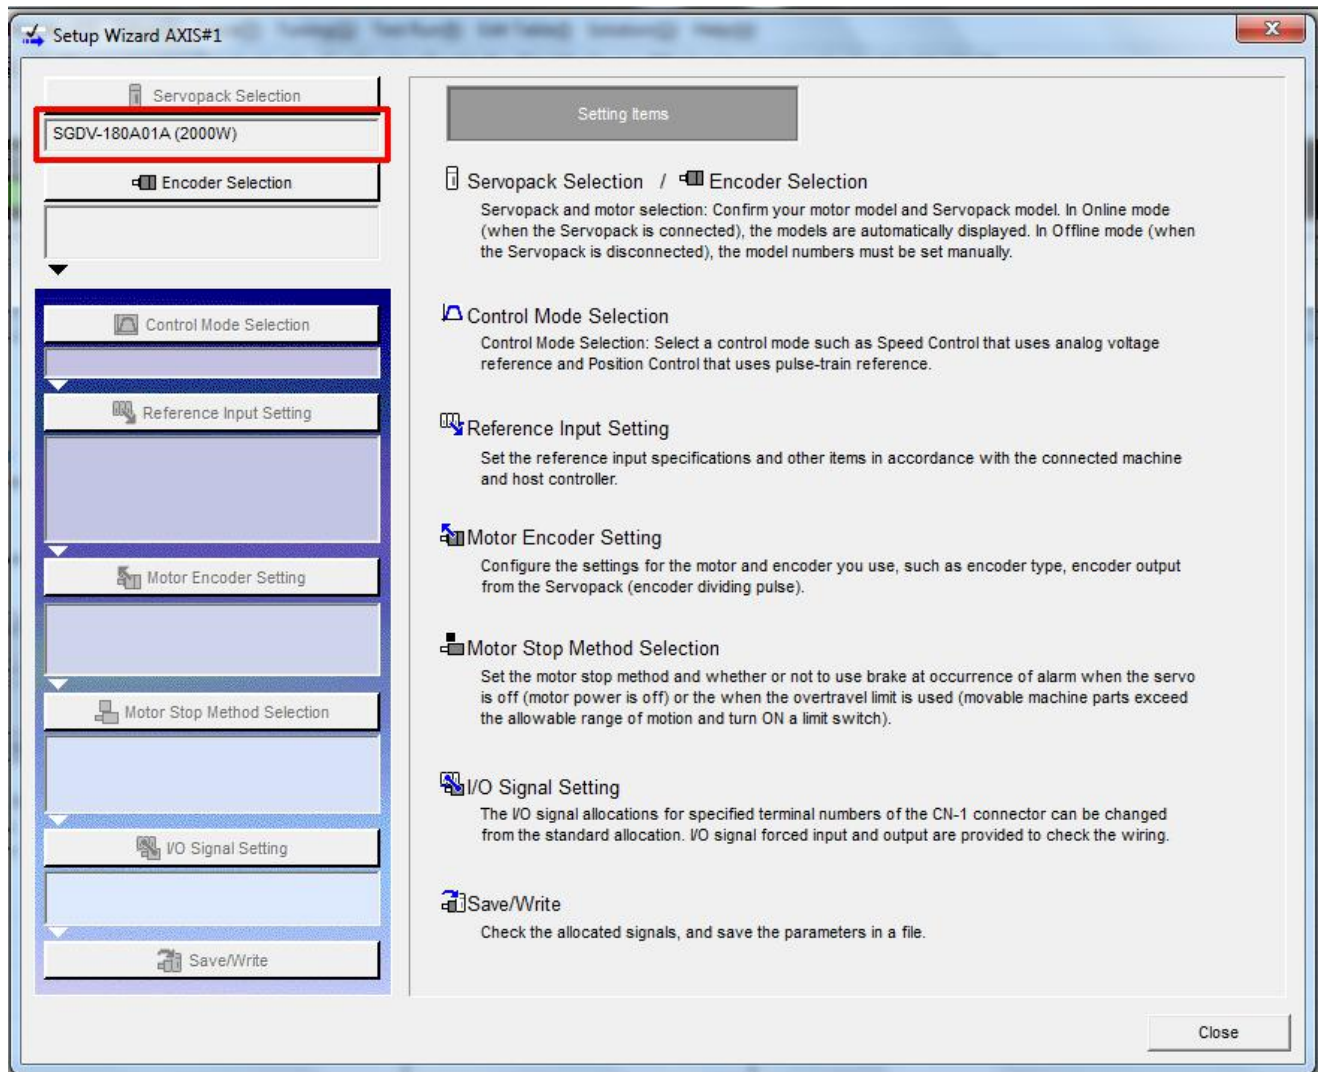 Setup Wizard AXIS#1
Servopack Selection
SGDV-180A01A (2000W)
Encoder Selection
Control Mode Selection
Reference Input Setting
Motor Encoder Setting
Motor Stop Method Selection
I/O Signal Setting
Save/Write
Setting Items
Servopack Selection / Encoder Selection
Servopack and motor selection: Confirm your motor model and Servopack model. In Online mode
(when the Servopack is connected), the models are automatically displayed. In Offline mode (when
the Servopack is disconnected), the model numbers must be set manually.
Control Mode Selection
Control Mode Selection: Select a control mode such as Speed Control that uses analog voltage
reference and Position Control that uses pulse-train reference.
Reference Input Setting
Set the reference input specifications and other items in accordance with the connected machine
and host controller.
Motor Encoder Setting
Configure the settings for the motor and encoder you use, such as encoder type, encoder output
from the Servopack (encoder dividing pulse).
Motor Stop Method Selection
Set the motor stop method and whether or not to use brake at occurrence of alarm when the servo
is off (motor power is off) or the when the overtravel limit is used (movable machine parts exceed
the allowable range of motion and turn ON a limit switch).
I/O Signal Setting
The I/O signal allocations for specified terminal numbers of the CN-1 connector can be changed
from the standard allocation. I/O signal forced input and output are provided to check the wiring.
Save/Write
Check the allocated signals, and save the parameters in a file.
Close